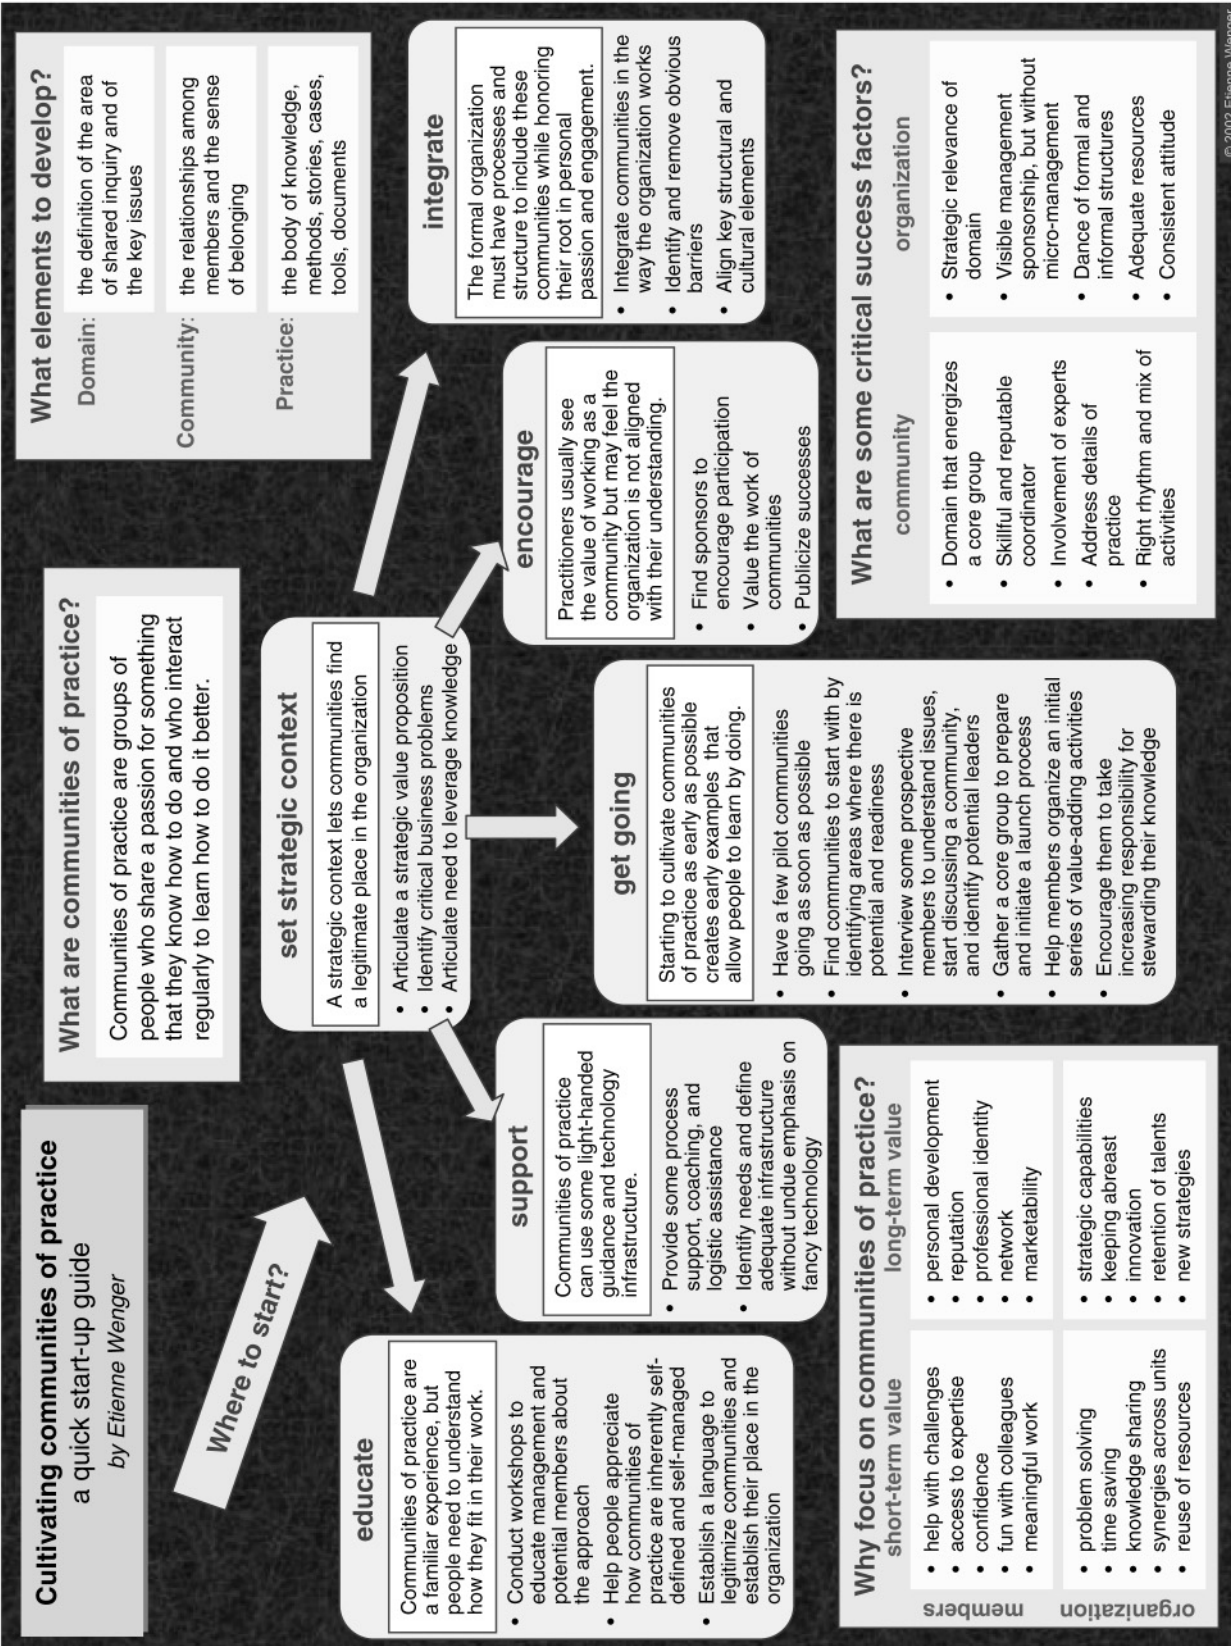 Cultivating communities of practice
a quick start-up guide
by Etienne Wenger
What are communities of practice?
Communities of practice are groups of
people who share a passion for something
that they know how to do and who interact
regularly to learn how to do it better.
What elements to develop?
Domain:
the definition of the area
of shared inquiry and of
the key issues
Community:
the relationships among
members and the sense
of belonging
Practice:
the body of knowledge,
methods, stories, cases,
tools, documents
Where to start?
set strategic context
A strategic context lets communities find
a legitimate place in the organization
• Articulate a strategic value proposition
• Identify critical business problems
• Articulate need to leverage knowledge
educate
Communities of practice are
a familiar experience, but
people need to understand
how they fit in their work.
• Conduct workshops to
educate management and
potential members about
the approach
• Help people appreciate
how communities of
practice are inherently self-
defined and self-managed
• Establish a language to
legitimize communities and
establish their place in the
organization
support
Communities of practice
can use some light-handed
guidance and technology
infrastructure.
• Provide some process
support, coaching, and
logistic assistance
• Identify needs and define
adequate infrastructure
without undue emphasis on
fancy technology
get going
Starting to cultivate communities
of practice as early as possible
creates early examples that
allow people to learn by doing.
• Have a few pilot communities
going as soon as possible
• Find communities to start with by
identifying areas where there is
potential and readiness
• Interview some prospective
members to understand issues,
start discussing a community,
and identify potential leaders
• Gather a core group to prepare
and initiate a launch process
• Help members organize an initial
series of value-adding activities
• Encourage them to take
increasing responsibility for
stewarding their knowledge
encourage
Practitioners usually see
the value of working as a
community but may feel the
organization is not aligned
with their understanding.
• Find sponsors to
encourage participation
• Value the work of
communities
• Publicize successes
integrate
The formal organization
must have processes and
structure to include these
communities while honoring
their root in personal
passion and engagement.
• Integrate communities in the
way the organization works
• Identify and remove obvious
barriers
• Align key structural and
cultural elements
Why focus on communities of practice?
short-term value
long-term value
members
• help with challenges
• access to expertise
• confidence
• fun with colleagues
• meaningful work
• personal development
• reputation
• professional identity
• network
• marketability
organization
• problem solving
• time saving
• knowledge sharing
• synergies across units
• reuse of resources
• strategic capabilities
• keeping abreast
• innovation
• retention of talents
• new strategies
What are some critical success factors?
community
• Domain that energizes
a core group
• Skillful and reputable
coordinator
• Involvement of experts
• Address details of
practice
• Right rhythm and mix of
activities
organization
• Strategic relevance of
domain
• Visible management
sponsorship, but without
micro-management
• Dance of formal and
informal structures
• Adequate resources
• Consistent attitude
© 2002 Etienne Wenger